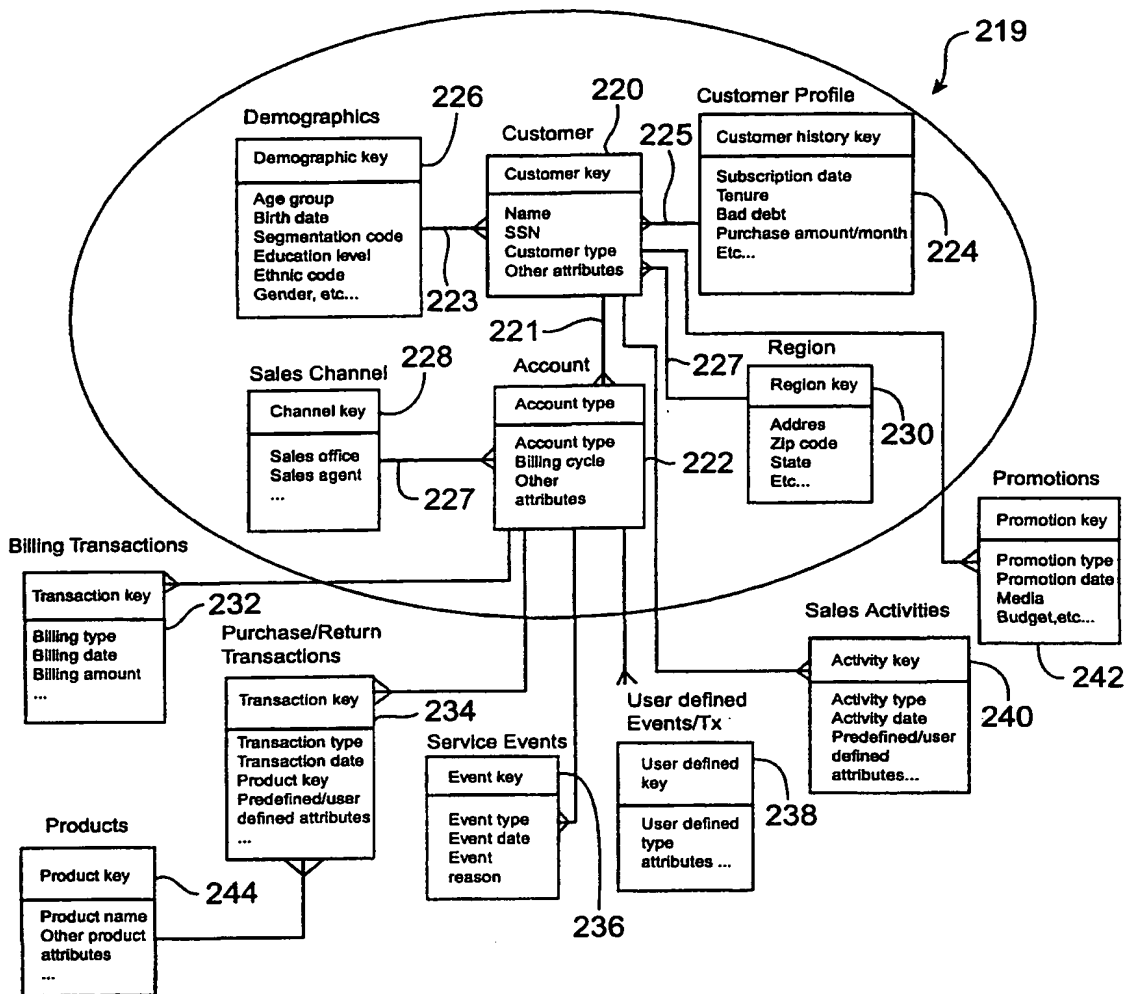 219
226
220
Customer Profile
Demographics
Customer
225
Customer history key
Demographic key
Customer key
Subscription date
Tenure
Bad debt
Purchase amount/month
Etc...
Age group
Birth date
Segmentation code
Education level
Ethnic code
Gender, etc...
Name
SSN
Customer type
Other attributes
224
223
221
227
Region
Sales Channel
228
Account
Region key
Channel key
Account type
230
Addres
Zip code
State
Etc...
Sales office
Sales agent
...
Account type
Billing cycle
Other
attributes
222
227
Promotions
Promotion key
Billing Transactions
Transaction key
232
Promotion type
Promotion date
Media
Budget,etc...
Sales Activities
Billing type
Billing date
Billing amount
...
Purchase/Return
Transactions
Activity key
242
240
Transaction key
234
User defined
Events/Tx
Activity type
Activity date
Predefined/user
defined
attributes...
Service Events
Transaction type
Transaction date
Product key
Predefined/user
defined attributes
...
Event key
User defined
key
238
Event type
Event date
Event
reason
User defined
type
attributes ...
Products
Product key
244
236
Product name
Other product
attributes
...